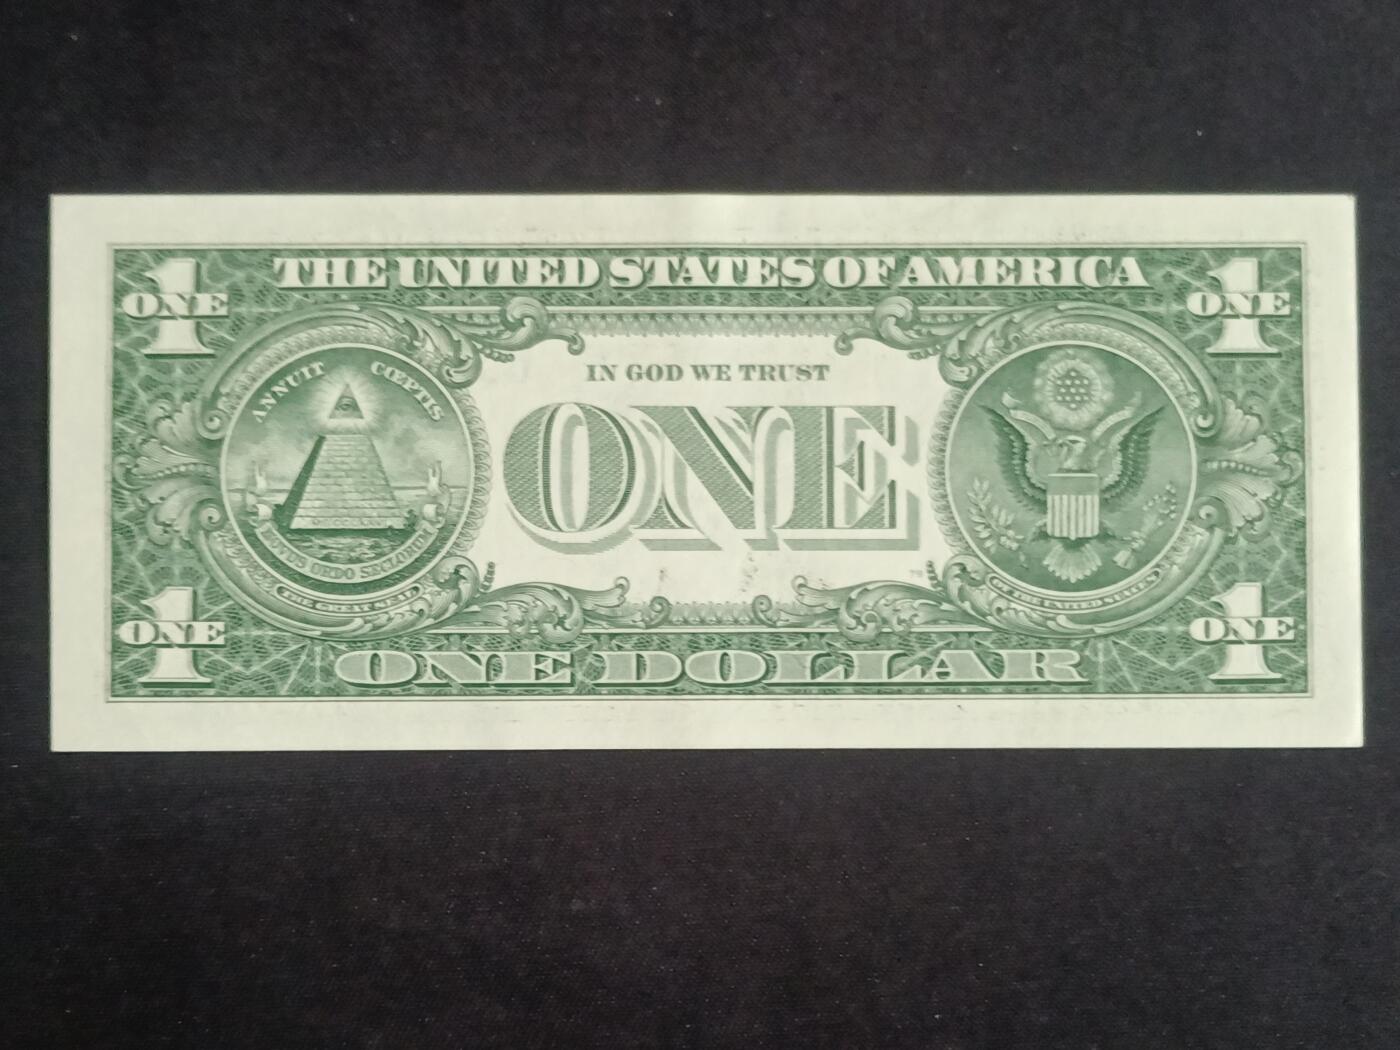 THE UNITED STATES OF AMERICA
1
ONE
1
ONE
IN GOD WE TRUST
ANNUIT CŒPTIS
ONE
NOVUS ORDO SECLORUM
THE GREAT SEAL
OF THE UNITED STATES
1
ONE
1
ONE
ONE DOLLAR